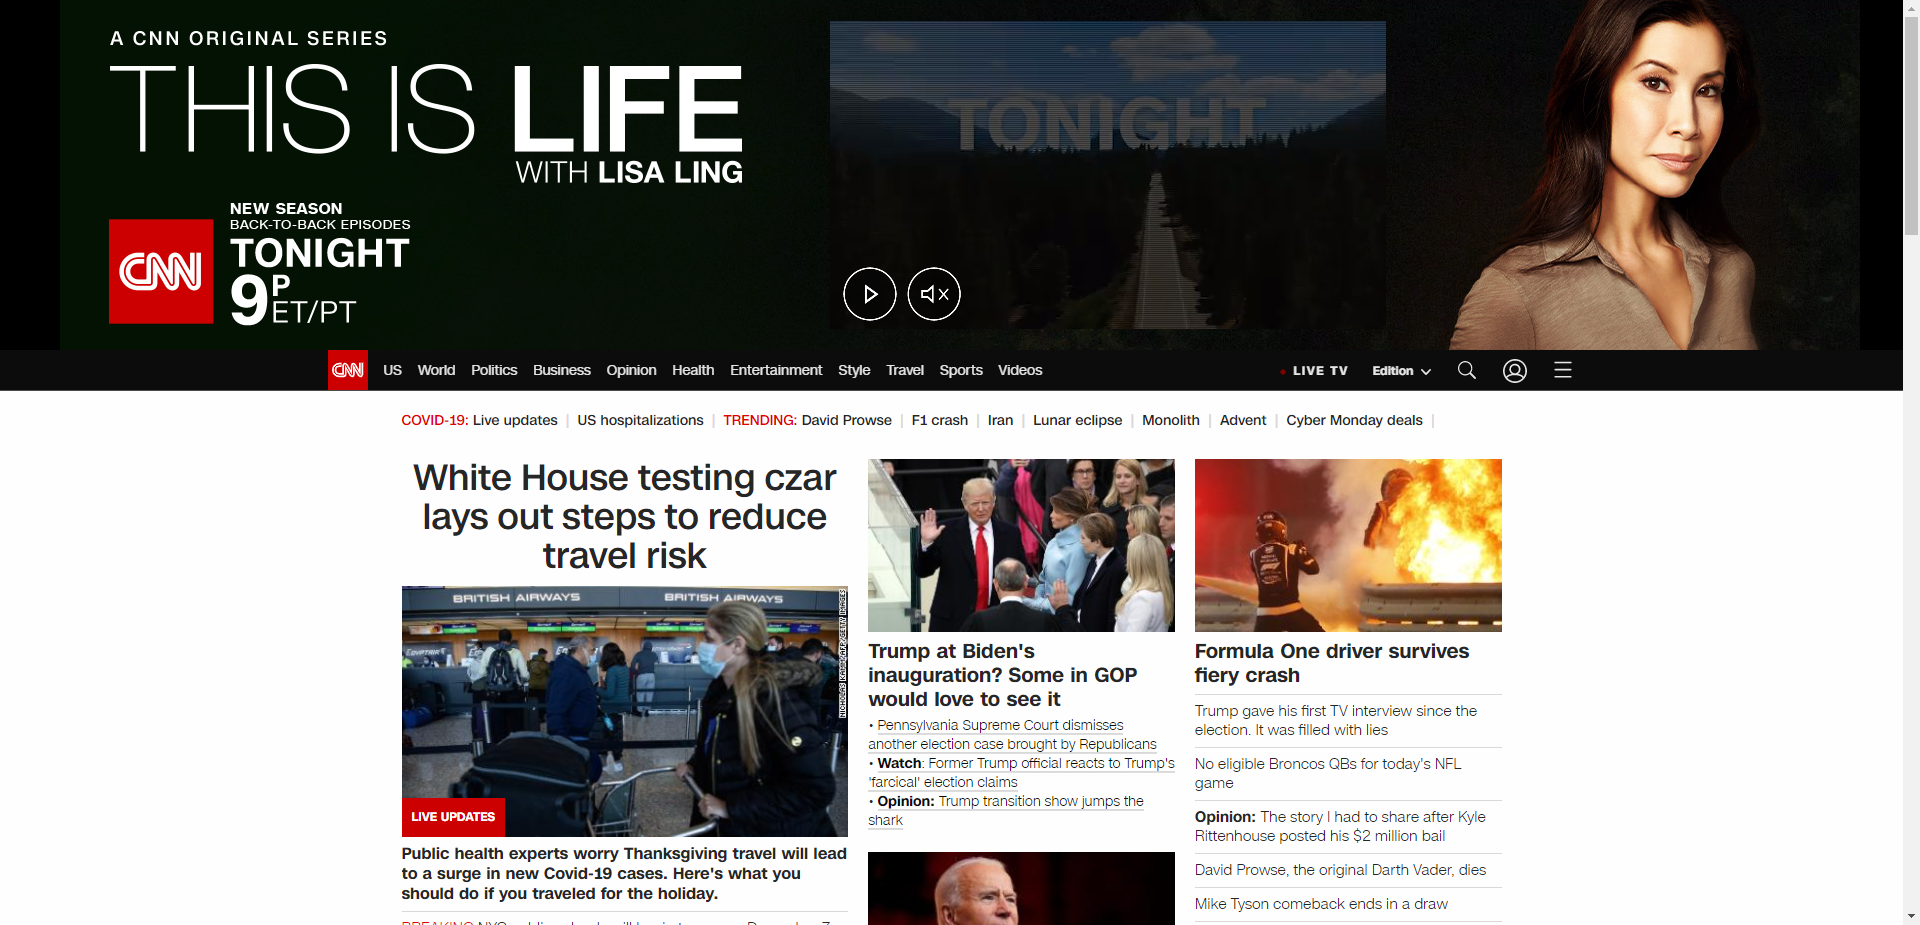 A CNN ORIGINAL SERIES
THIS IS LIFE
WITH LISA LING
NEW SEASON
BACK-TO-BACK EPISODES
TONIGHT
9P
ET/PT
CNN
TONIGHT
CNN US World Politics Business Opinion Health Entertainment Style Travel Sports Videos LIVE TV Edition
COVID-19: Live updates | US hospitalizations | TRENDING: David Prowse | F1 crash | Iran | Lunar eclipse | Monolith | Advent | Cyber Monday deals |
White House testing czar
lays out steps to reduce
travel risk
BRITISH AIRWAYS BRITISH AIRWAYS
LIVE UPDATES
Public health experts worry Thanksgiving travel will lead
to a surge in new Covid-19 cases. Here's what you
should do if you traveled for the holiday.
Trump at Biden's
inauguration? Some in GOP
would love to see it
• Pennsylvania Supreme Court dismisses
another election case brought by Republicans
• Watch: Former Trump official reacts to Trump's
'farcical' election claims
• Opinion: Trump transition show jumps the
shark
Formula One driver survives
fiery crash
Trump gave his first TV interview since the
election. It was filled with lies
No eligible Broncos QBs for today's NFL
game
Opinion: The story I had to share after Kyle
Rittenhouse posted his $2 million bail
David Prowse, the original Darth Vader, dies
Mike Tyson comeback ends in a draw